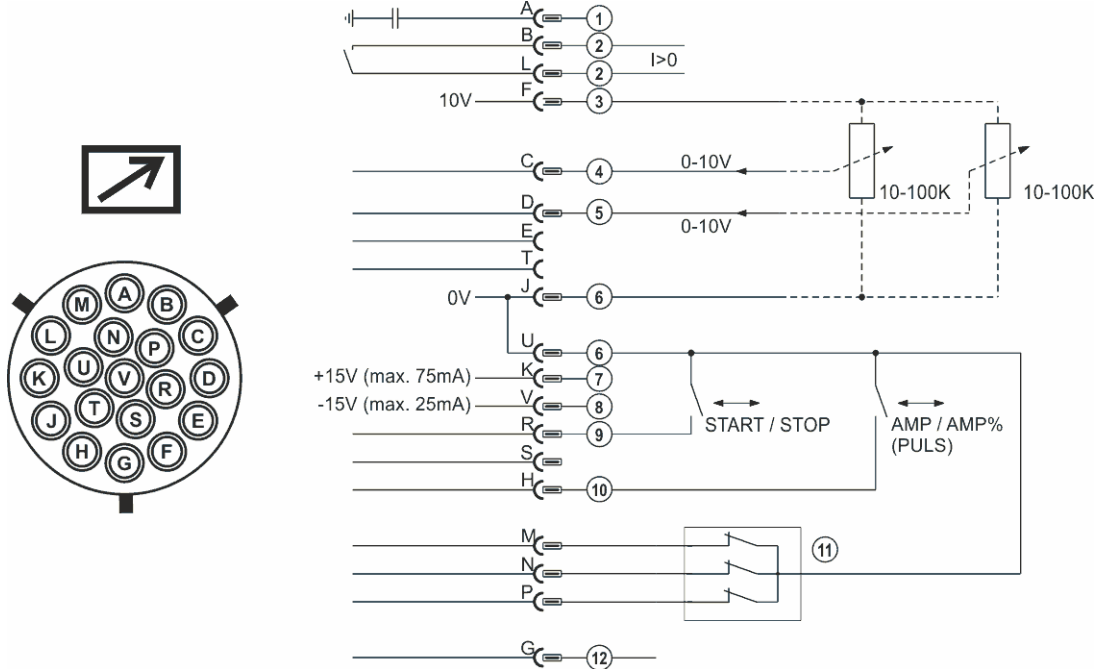 A 1
B 2
L 2 I>0
10V F 3
C 4 0-10V 10-100K 10-100K
D 5 0-10V
E
T
0V J 6
U 6
+15V (max. 75mA) K 7
-15V (max. 25mA) V 8
R 9 START / STOP AMP / AMP%
(PULS)
S
H 10
M 11
N
P
G 12
A
M B
L N P C
K U V R D
J T S E
H G F